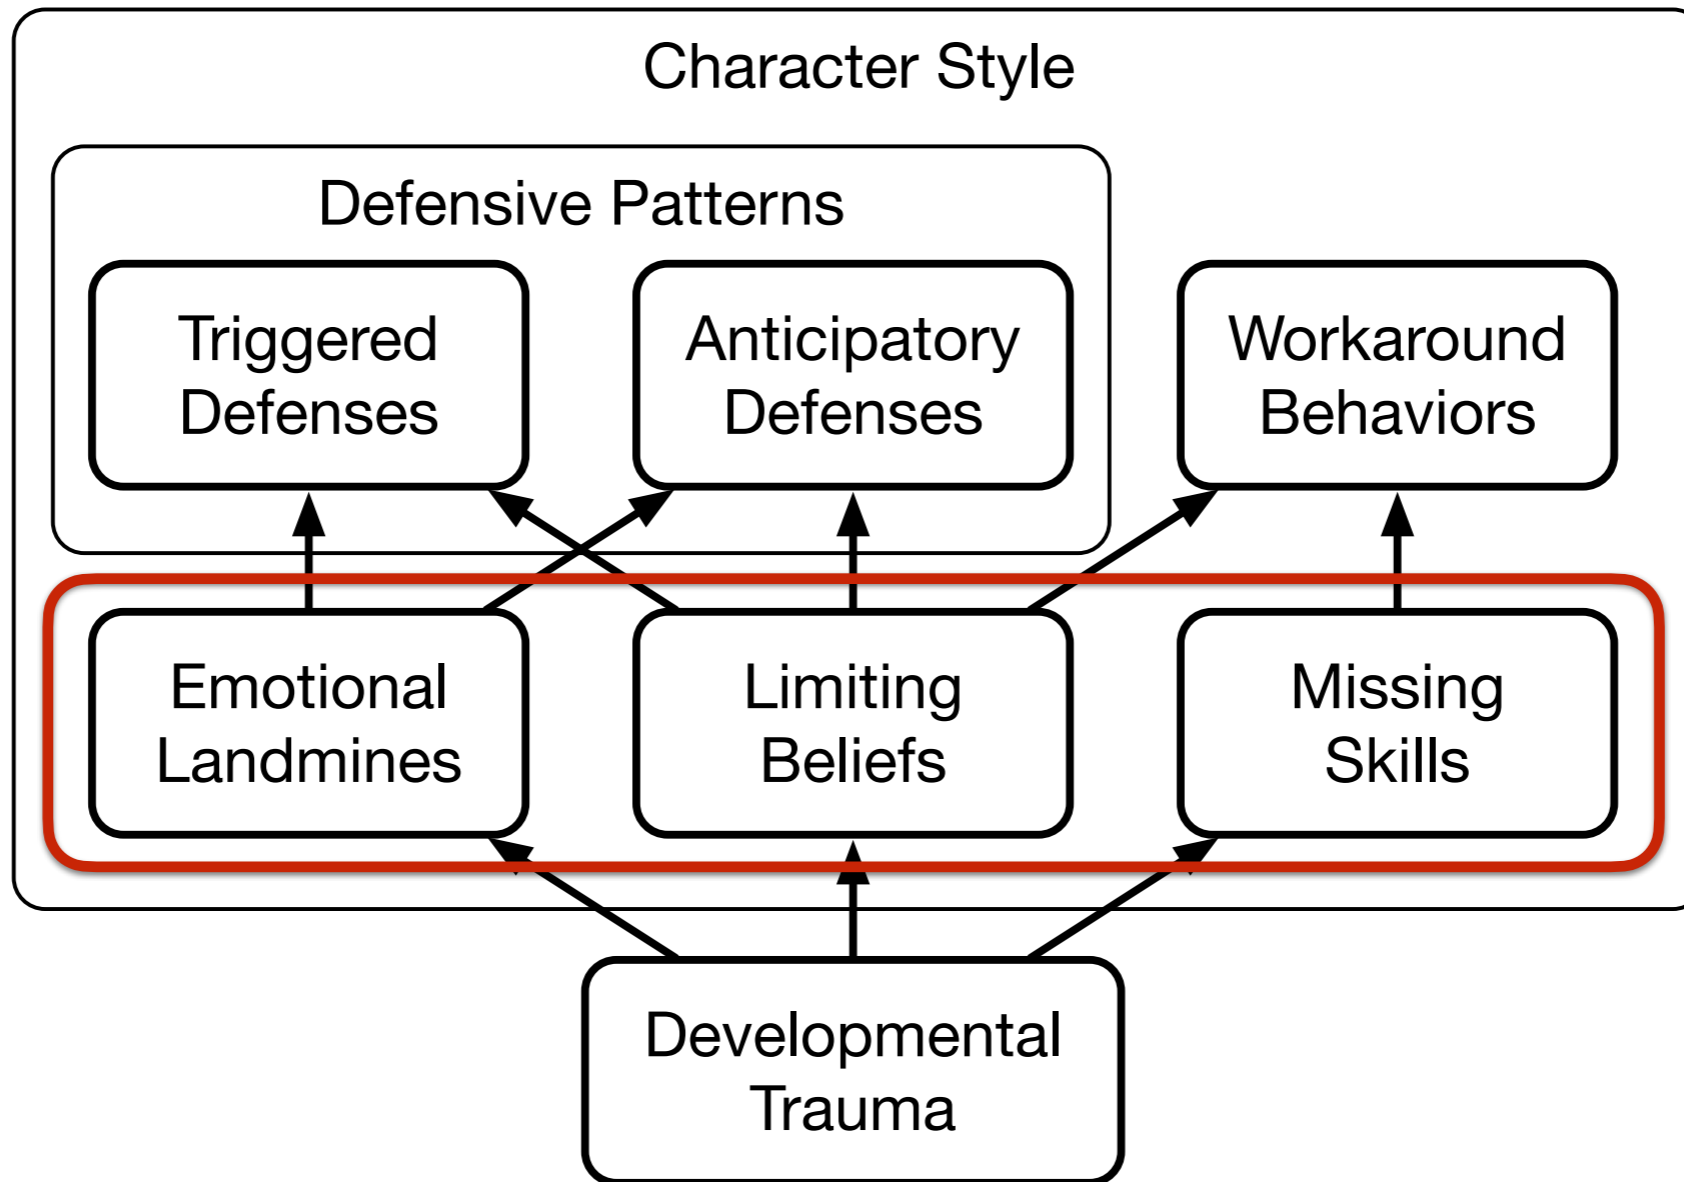 Character Style
Defensive Patterns
Triggered
Defenses
Anticipatory
Defenses
Workaround
Behaviors
Emotional
Landmines
Limiting
Beliefs
Missing
Skills
Developmental
Trauma